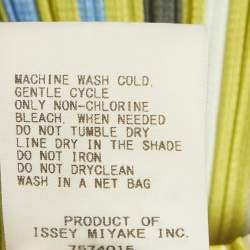 MACHINE WASH COLD,
GENTLE CYCLE
ONLY NON-CHLORINE
BLEACH, WHEN NEEDED
DO NOT TUMBLE DRY
LINE DRY IN THE SHADE
DO NOT IRON
DO NOT DRYCLEAN
WASH IN A NET BAG
PRODUCT OF
ISSEY MIYAKE INC.
7574015